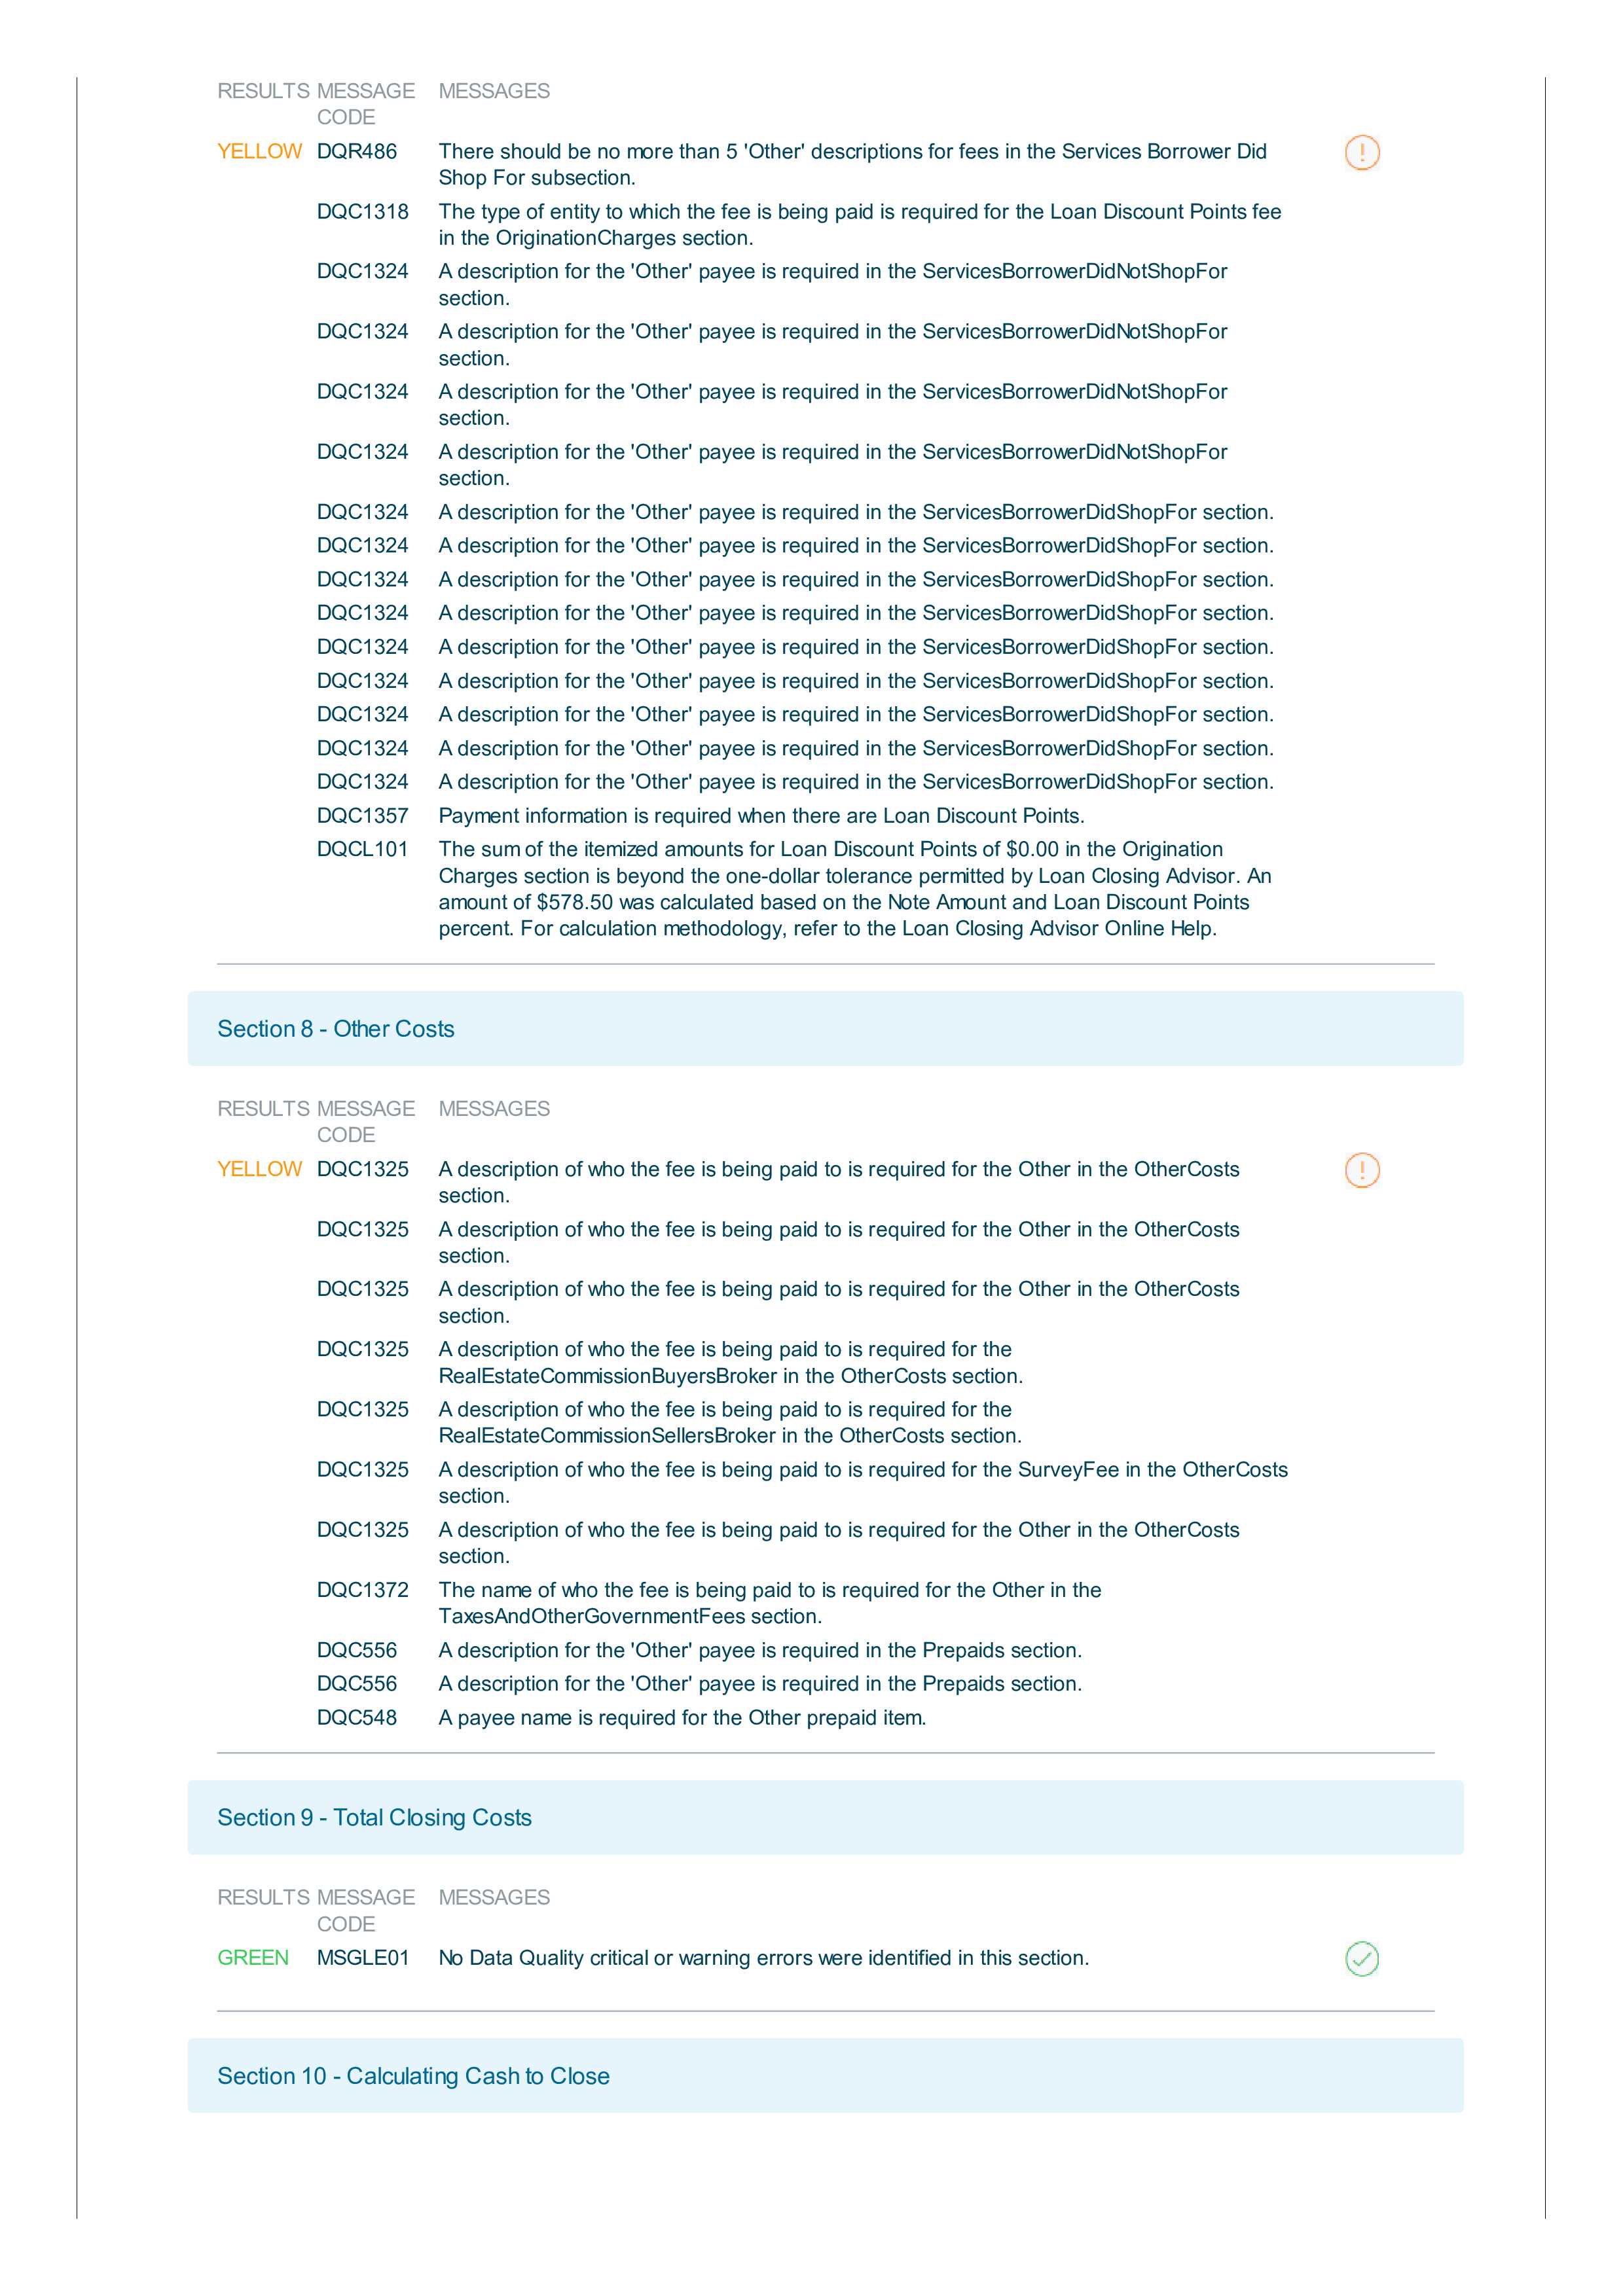 RESULTS MESSAGE CODE MESSAGES
YELLOW DQR486 There should be no more than 5 'Other' descriptions for fees in the Services Borrower Did
Shop For subsection.
DQC1318 The type of entity to which the fee is being paid is required for the Loan Discount Points fee
in the OriginationCharges section.
DQC1324 A description for the 'Other' payee is required in the ServicesBorrowerDidNotShopFor
section.
DQC1324 A description for the 'Other' payee is required in the ServicesBorrowerDidNotShopFor
section.
DQC1324 A description for the 'Other' payee is required in the ServicesBorrowerDidNotShopFor
section.
DQC1324 A description for the 'Other' payee is required in the ServicesBorrowerDidNotShopFor
section.
DQC1324 A description for the 'Other' payee is required in the ServicesBorrowerDidShopFor section.
DQC1324 A description for the 'Other' payee is required in the ServicesBorrowerDidShopFor section.
DQC1324 A description for the 'Other' payee is required in the ServicesBorrowerDidShopFor section.
DQC1324 A description for the 'Other' payee is required in the ServicesBorrowerDidShopFor section.
DQC1324 A description for the 'Other' payee is required in the ServicesBorrowerDidShopFor section.
DQC1324 A description for the 'Other' payee is required in the ServicesBorrowerDidShopFor section.
DQC1324 A description for the 'Other' payee is required in the ServicesBorrowerDidShopFor section.
DQC1324 A description for the 'Other' payee is required in the ServicesBorrowerDidShopFor section.
DQC1324 A description for the 'Other' payee is required in the ServicesBorrowerDidShopFor section.
DQC1357 Payment information is required when there are Loan Discount Points.
DQCL101 The sum of the itemized amounts for Loan Discount Points of $0.00 in the Origination
Charges section is beyond the one-dollar tolerance permitted by Loan Closing Advisor. An
amount of $578.50 was calculated based on the Note Amount and Loan Discount Points
percent. For calculation methodology, refer to the Loan Closing Advisor Online Help.
Section 8 - Other Costs
RESULTS MESSAGE CODE MESSAGES
YELLOW DQC1325 A description of who the fee is being paid to is required for the Other in the OtherCosts
section.
DQC1325 A description of who the fee is being paid to is required for the Other in the OtherCosts
section.
DQC1325 A description of who the fee is being paid to is required for the Other in the OtherCosts
section.
DQC1325 A description of who the fee is being paid to is required for the
RealEstateCommissionBuyersBroker in the OtherCosts section.
DQC1325 A description of who the fee is being paid to is required for the
RealEstateCommissionSellersBroker in the OtherCosts section.
DQC1325 A description of who the fee is being paid to is required for the SurveyFee in the OtherCosts
section.
DQC1325 A description of who the fee is being paid to is required for the Other in the OtherCosts
section.
DQC1372 The name of who the fee is being paid to is required for the Other in the
TaxesAndOtherGovernmentFees section.
DQC556 A description for the 'Other' payee is required in the Prepaids section.
DQC556 A description for the 'Other' payee is required in the Prepaids section.
DQC548 A payee name is required for the Other prepaid item.
Section 9 - Total Closing Costs
RESULTS MESSAGE CODE MESSAGES
GREEN MSGLE01 No Data Quality critical or warning errors were identified in this section.
Section 10 - Calculating Cash to Close